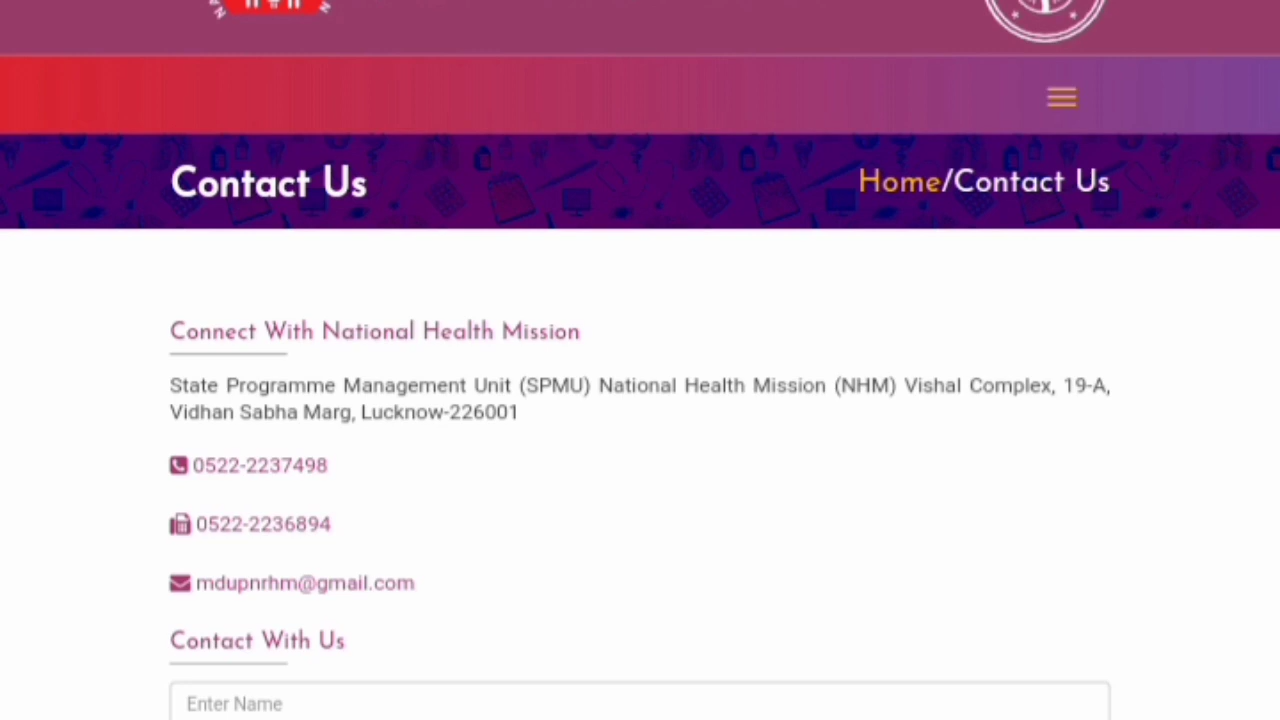 Contact Us
Home/Contact Us
Connect With National Health Mission
State Programme Management Unit (SPMU) National Health Mission (NHM) Vishal Complex, 19-A,
Vidhan Sabha Marg, Lucknow-226001
0522-2237498
0522-2236894
mdupnrhm@gmail.com
Contact With Us
Enter Name